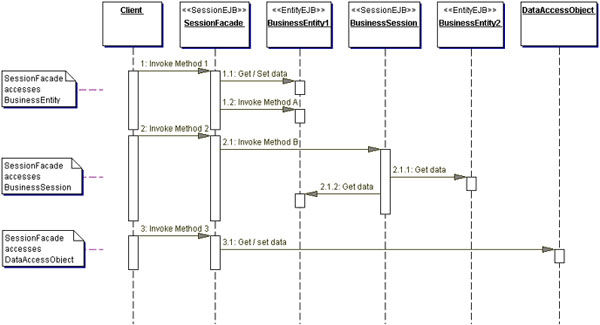 Client
<<SessionEJB>>
SessionFacade
<<EntityEJB>>
BusinessEntity1
<<SessionEJB>>
BusinessSession
<<EntityEJB>>
BusinessEntity2
DataAccessObject
SessionFacade
accesses
BusinessEntity
1: Invoke Method 1
1.1: Get / Set data
1.2: Invoke Method A
2: Invoke Method 2
2.1: Invoke Method B
SessionFacade
accesses
BusinessSession
2.1.1: Get data
2.1.2: Get data
3: Invoke Method 3
SessionFacade
accesses
DataAccessObject
3.1: Get / set data